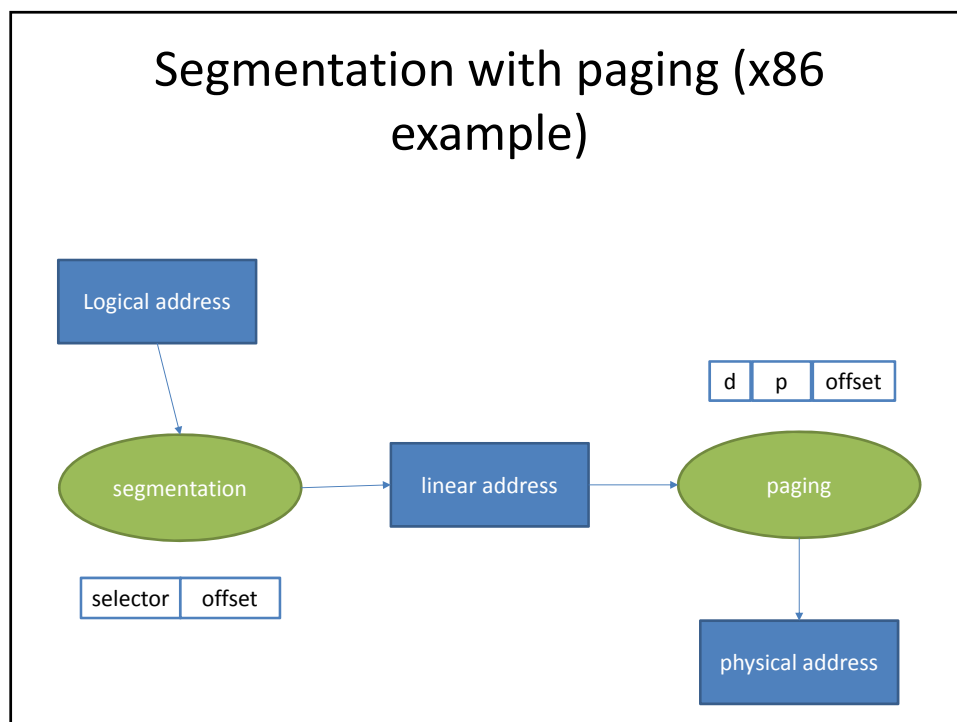 Segmentation with paging (x86
example)
Logical address
d p offset
segmentation
linear address
paging
selector offset
physical address